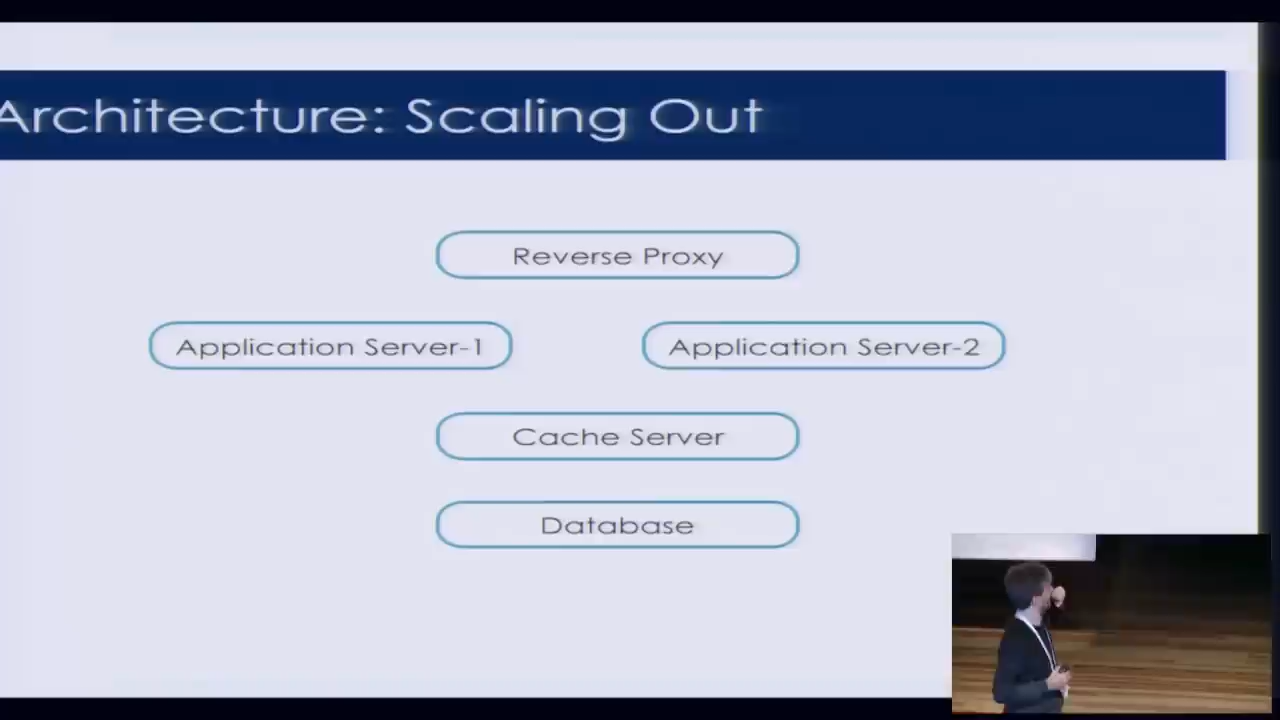 Architecture: Scaling Out
Reverse Proxy
Application Server-1
Application Server-2
Cache Server
Database